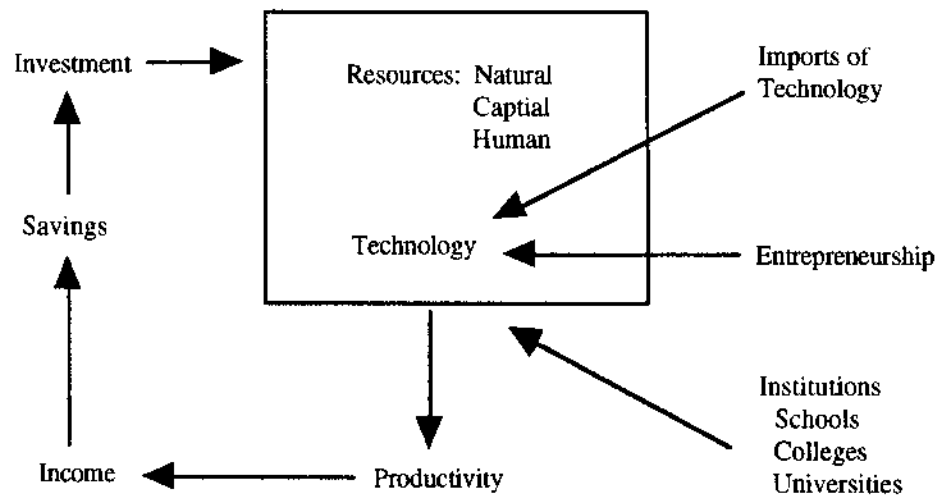 Investment
Resources: Natural
Captial
Human
Imports of
Technology
Savings
Technology
Entrepreneurship
Institutions
Schools
Colleges
Universities
Income
Productivity